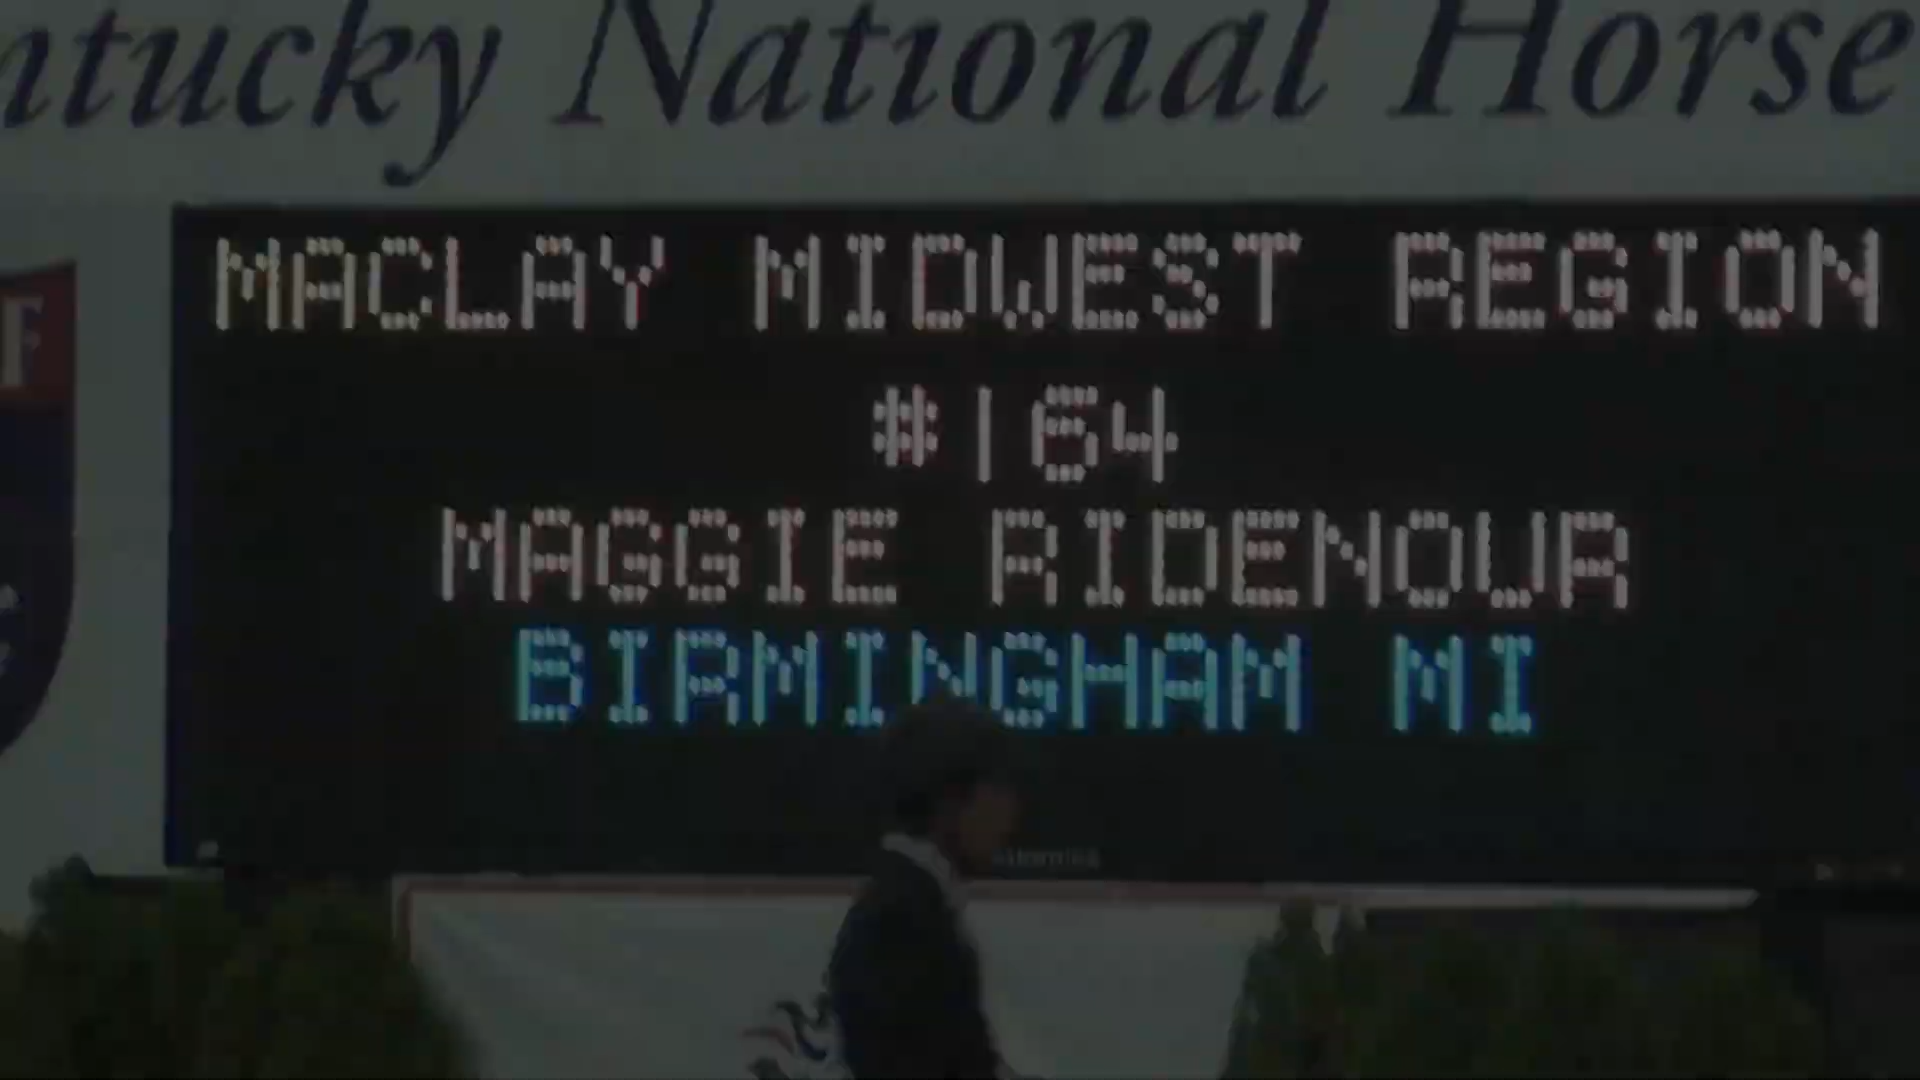 ntucky National Horse
F
MACLAY MIDWEST REGION
#164
MAGGIE RIDENOUR
BIRMINGHAM MI